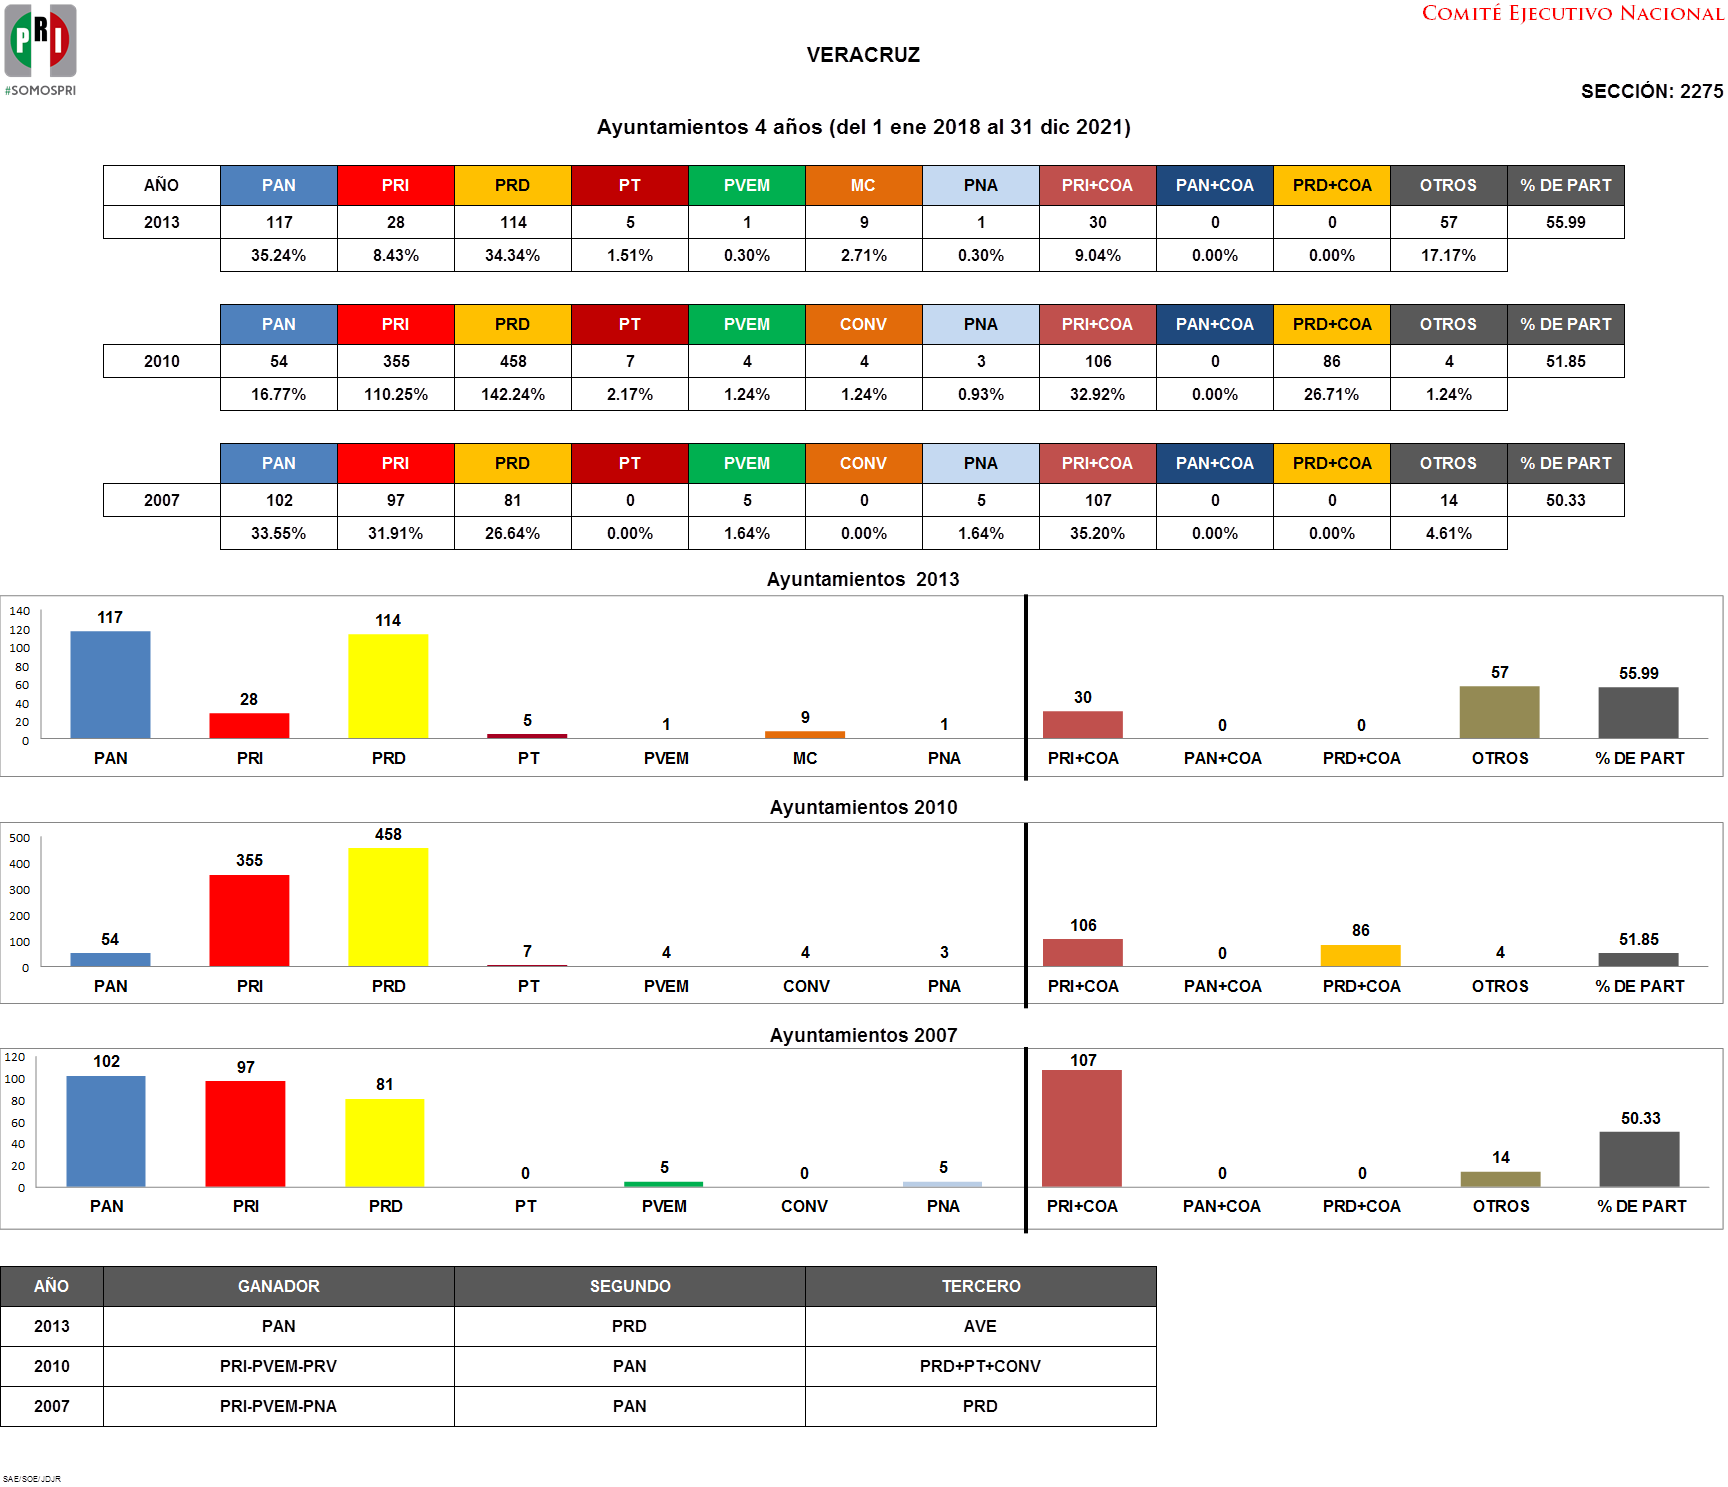 PRI
#SOMOSPRI
COMITÉ EJECUTIVO NACIONAL
VERACRUZ
SECCIÓN: 2275
Ayuntamientos 4 años (del 1 ene 2018 al 31 dic 2021)
AÑO PAN PRI PRD PT PVEM MC PNA PRI+COA PAN+COA PRD+COA OTROS % DE PART
2013 117 28 114 5 1 9 1 30 0 0 57 55.99
35.24% 8.43% 34.34% 1.51% 0.30% 2.71% 0.30% 9.04% 0.00% 0.00% 17.17%
PAN PRI PRD PT PVEM CONV PNA PRI+COA PAN+COA PRD+COA OTROS % DE PART
2010 54 355 458 7 4 4 3 106 0 86 4 51.85
16.77% 110.25% 142.24% 2.17% 1.24% 1.24% 0.93% 32.92% 0.00% 26.71% 1.24%
PAN PRI PRD PT PVEM CONV PNA PRI+COA PAN+COA PRD+COA OTROS % DE PART
2007 102 97 81 0 5 0 5 107 0 0 14 50.33
33.55% 31.91% 26.64% 0.00% 1.64% 0.00% 1.64% 35.20% 0.00% 0.00% 4.61%
Ayuntamientos 2013
140
120
100
80
60
40
20
0
117 28 114 5 1 9 1 30 0 0 57 55.99
PAN PRI PRD PT PVEM MC PNA PRI+COA PAN+COA PRD+COA OTROS % DE PART
Ayuntamientos 2010
500
400
300
200
100
0
54 355 458 7 4 4 3 106 0 86 4 51.85
PAN PRI PRD PT PVEM CONV PNA PRI+COA PAN+COA PRD+COA OTROS % DE PART
Ayuntamientos 2007
120
100
80
60
40
20
0
102 97 81 0 5 0 5 107 0 0 14 50.33
PAN PRI PRD PT PVEM CONV PNA PRI+COA PAN+COA PRD+COA OTROS % DE PART
AÑO GANADOR SEGUNDO TERCERO
2013 PAN PRD AVE
2010 PRI-PVEM-PRV PAN PRD+PT+CONV
2007 PRI-PVEM-PNA PAN PRD
SAE/SOE/JDJR